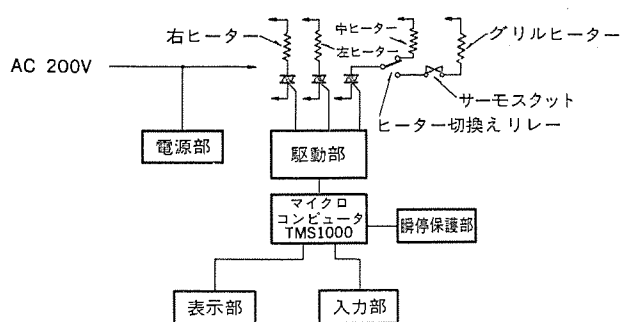 右ヒーター
中ヒーター
左ヒーター
グリルヒーター
AC 200V
サーモスタット
ヒーター切換えリレー
電源部
駆動部
マイクロ
コンピュータ
TMS1000
瞬停保護部
表示部
入力部